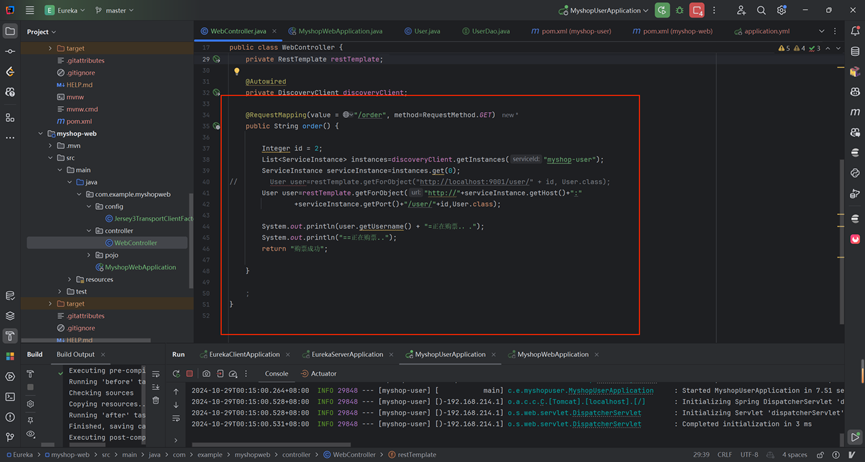 Eureka
master
MyshopUserApplication
4
Project
WebController.java
MyshopWebApplication.java
User.java
UserDao.java
pom.xml (myshop-user)
pom.xml (myshop-web)
application.yml
target
.gitattributes
.gitignore
HELP.md
mvnw
mvnw.cmd
pom.xml
myshop-web
.mvn
src
main
java
com.example.myshopweb
config
Jersey3TransportClientFact
controller
WebController
pojo
MyshopWebApplication
resources
test
target
.gitattributes
.gitignore
HELP.md
5 4 3
17 public class WebController {
29 private RestTemplate restTemplate;
30
31 @Autowired
32 private DiscoveryClient discoveryClient;
33
34 @RequestMapping(value = "/order", method=RequestMethod.GET) new *
35 public String order() {
36
37 Integer id = 2;
38 List<ServiceInstance> instances=discoveryClient.getInstances( serviceId: "myshop-user");
39 ServiceInstance serviceInstance=instances.get(0);
40 // User user=restTemplate.getForObject("http://localhost:9001/user/" + id, User.class);
41 User user=restTemplate.getForObject( url: "http://"+serviceInstance.getHost()+":"
42 +serviceInstance.getPort()+"/user/"+id,User.class);
43
44 System.out.println(user.getUsername() + "=正在购票.. .");
45 System.out.println("==正在购票..");
46 return "购票成功";
47
48 }
49
50 ;
51 }
52
Build
Build Output
Run
EurekaClientApplication
EurekaServerApplication
MyshopUserApplication
MyshopWebApplication
Executing pre-compi
Running 'before' ta
Checking sources
Copying resources..
Running 'after' tas
Finished, saving ca
Executing post-comp
Console
Actuator
2024-10-29T00:15:00.264+08:00 INFO 29848 --- [myshop-user] [ main] c.e.myshopuser.MyshopUserApplication : Started MyshopUserApplication in 7.51 se
2024-10-29T00:15:00.528+08:00 INFO 29848 --- [myshop-user] [)-192.168.214.1] o.a.c.c.C.[Tomcat].[localhost].[/] : Initializing Spring DispatcherServlet 'd
2024-10-29T00:15:00.528+08:00 INFO 29848 --- [myshop-user] [)-192.168.214.1] o.s.web.servlet.DispatcherServlet : Initializing Servlet 'dispatcherServlet'
2024-10-29T00:15:00.531+08:00 INFO 29848 --- [myshop-user] [)-192.168.214.1] o.s.web.servlet.DispatcherServlet : Completed initialization in 3 ms
Eureka > myshop-web > src > main > java > com > example > myshopweb > controller > WebController > restTemplate
29:39 CRLF UTF-8 4 spaces